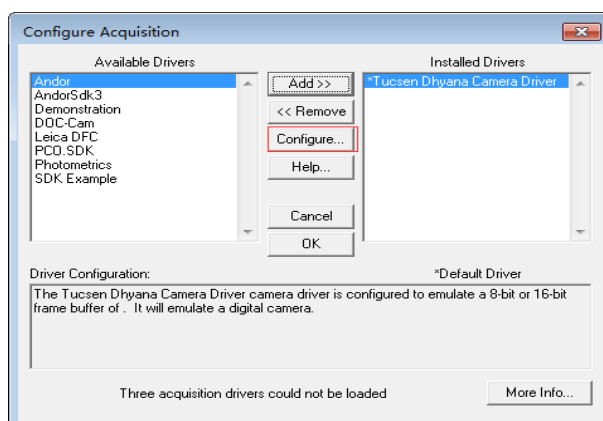 Configure Acquisition
Available Drivers
Installed Drivers
Andor
AndorSdk3
Demonstration
DOC-Cam
Leica DFC
PCO.SDK
Photometrics
SDK Example
Add >>
<< Remove
Configure...
Help...
Cancel
OK
*Tucsen Dhyana Camera Driver
Driver Configuration:
*Default Driver
The Tucsen Dhyana Camera Driver camera driver is configured to emulate a 8-bit or 16-bit
frame buffer of . It will emulate a digital camera.
Three acquisition drivers could not be loaded
More Info...